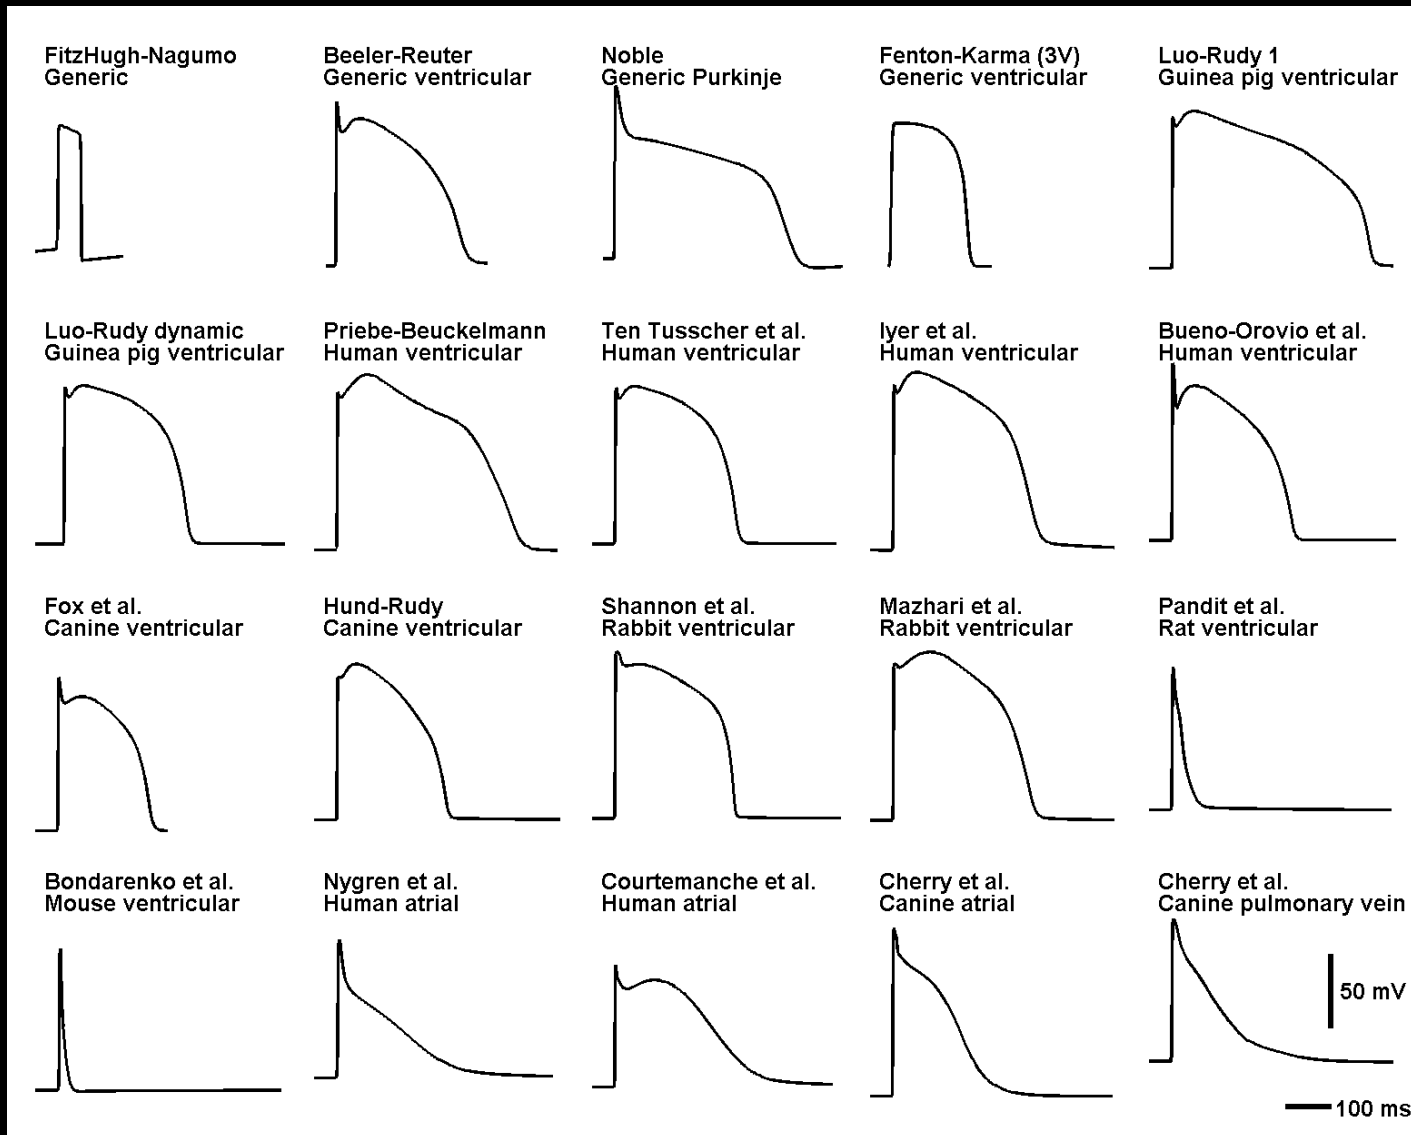 FitzHugh-Nagumo
Generic
Beeler-Reuter
Generic ventricular
Noble
Generic Purkinje
Fenton-Karma (3V)
Generic ventricular
Luo-Rudy 1
Guinea pig ventricular
Luo-Rudy dynamic
Guinea pig ventricular
Priebe-Beuckelmann
Human ventricular
Ten Tusscher et al.
Human ventricular
Iyer et al.
Human ventricular
Bueno-Orovio et al.
Human ventricular
Fox et al.
Canine ventricular
Hund-Rudy
Canine ventricular
Shannon et al.
Rabbit ventricular
Mazhari et al.
Rabbit ventricular
Pandit et al.
Rat ventricular
Bondarenko et al.
Mouse ventricular
Nygren et al.
Human atrial
Courtemanche et al.
Human atrial
Cherry et al.
Canine atrial
Cherry et al.
Canine pulmonary vein
50 mV
100 ms